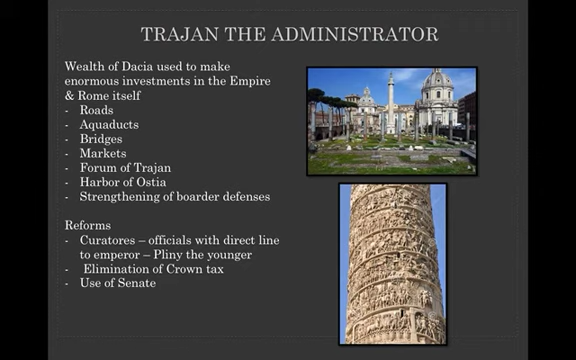 TRAJAN THE ADMINISTRATOR
Wealth of Dacia used to make
enormous investments in the Empire
& Rome itself
- Roads
- Aquaducts
- Bridges
- Markets
- Forum of Trajan
- Harbor of Ostia
- Strengthening of boarder defenses
Reforms
- Curatores – officials with direct line
to emperor – Pliny the younger
- Elimination of Crown tax
- Use of Senate